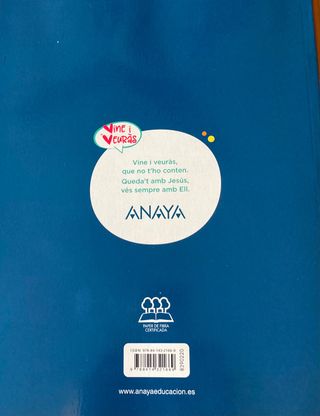 Vine i
Veuràs
Vine i veuràs,
que no t'ho conten.
Queda't amb Jesús,
vés sempre amb Ell.
ANAYA
PAPER DE FIBRA
CERTIFICADA
www.anayaeducacion.es
8210220